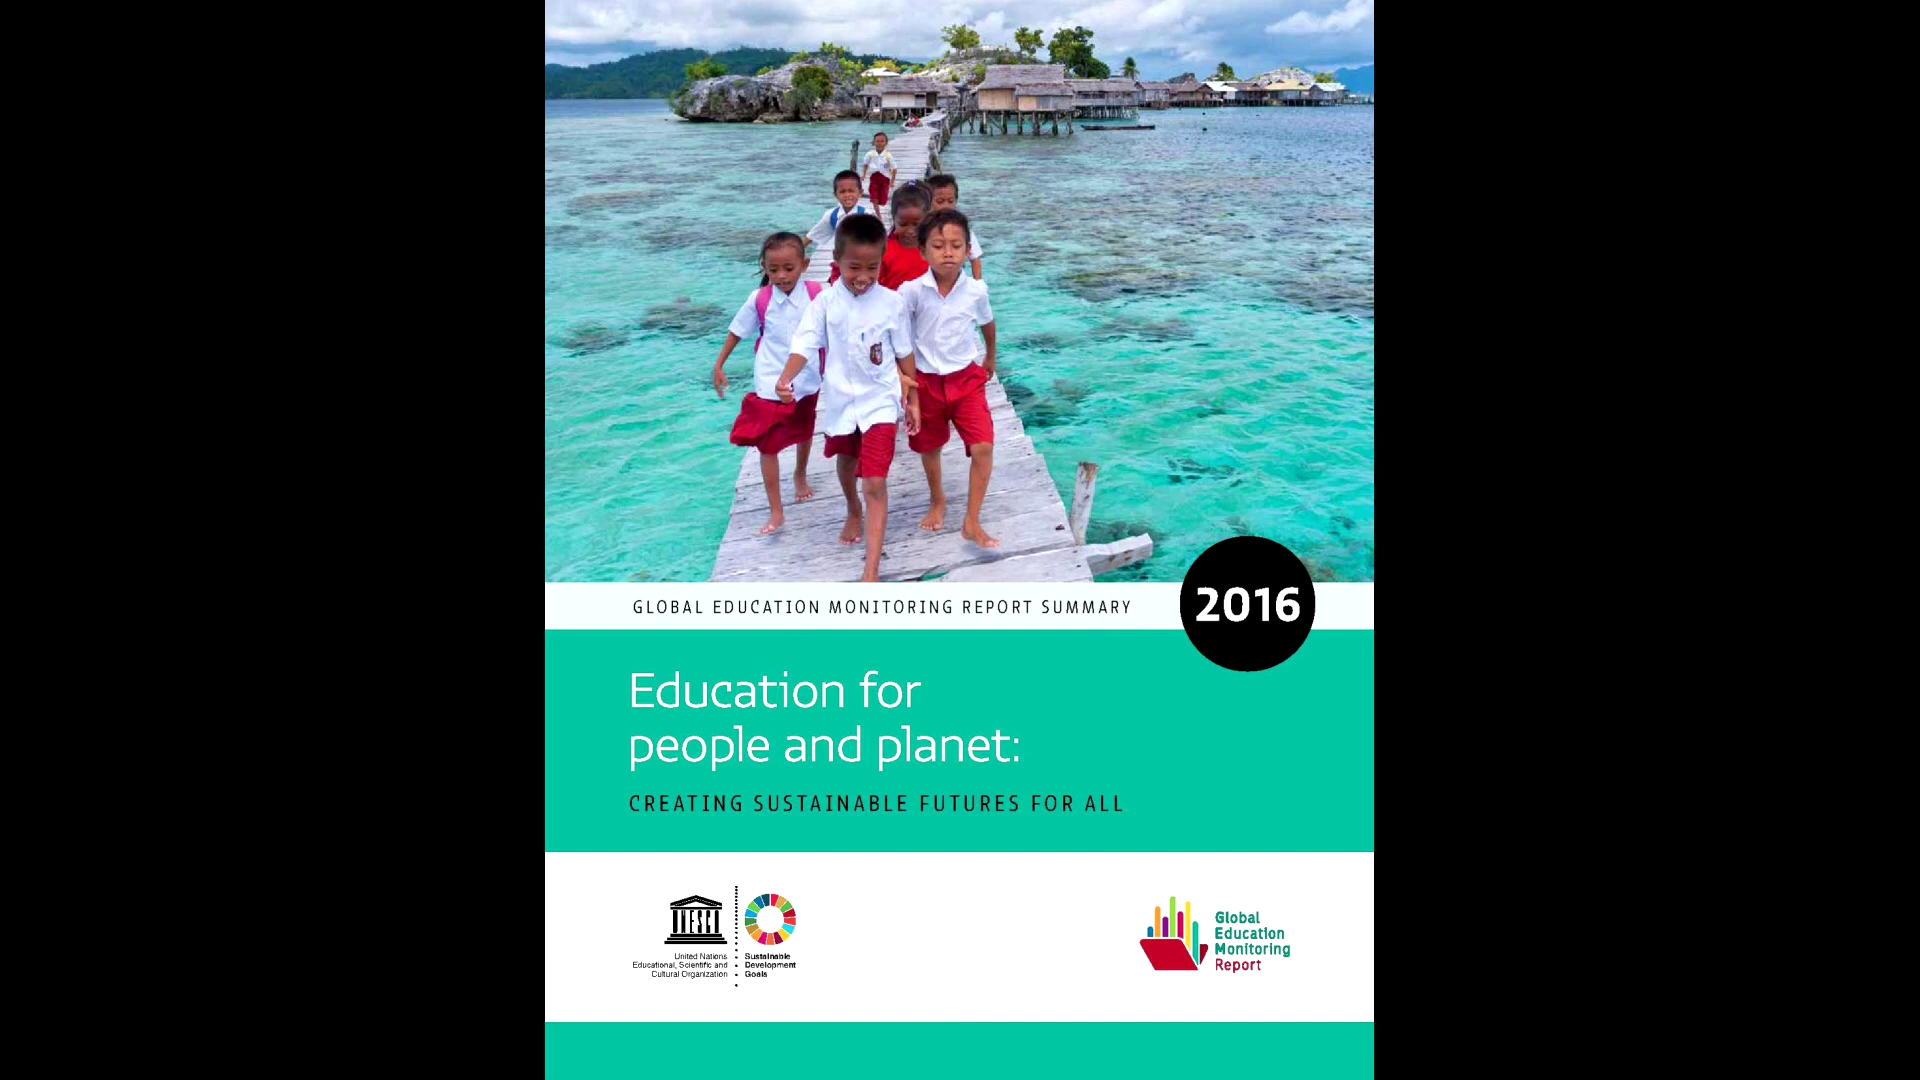 GLOBAL EDUCATION MONITORING REPORT SUMMARY
2016
Education for
people and planet:
CREATING SUSTAINABLE FUTURES FOR ALL
UNESCO
United Nations
Educational, Scientific and
Cultural Organization
Sustainable
Development
Goals
Global
Education
Monitoring
Report